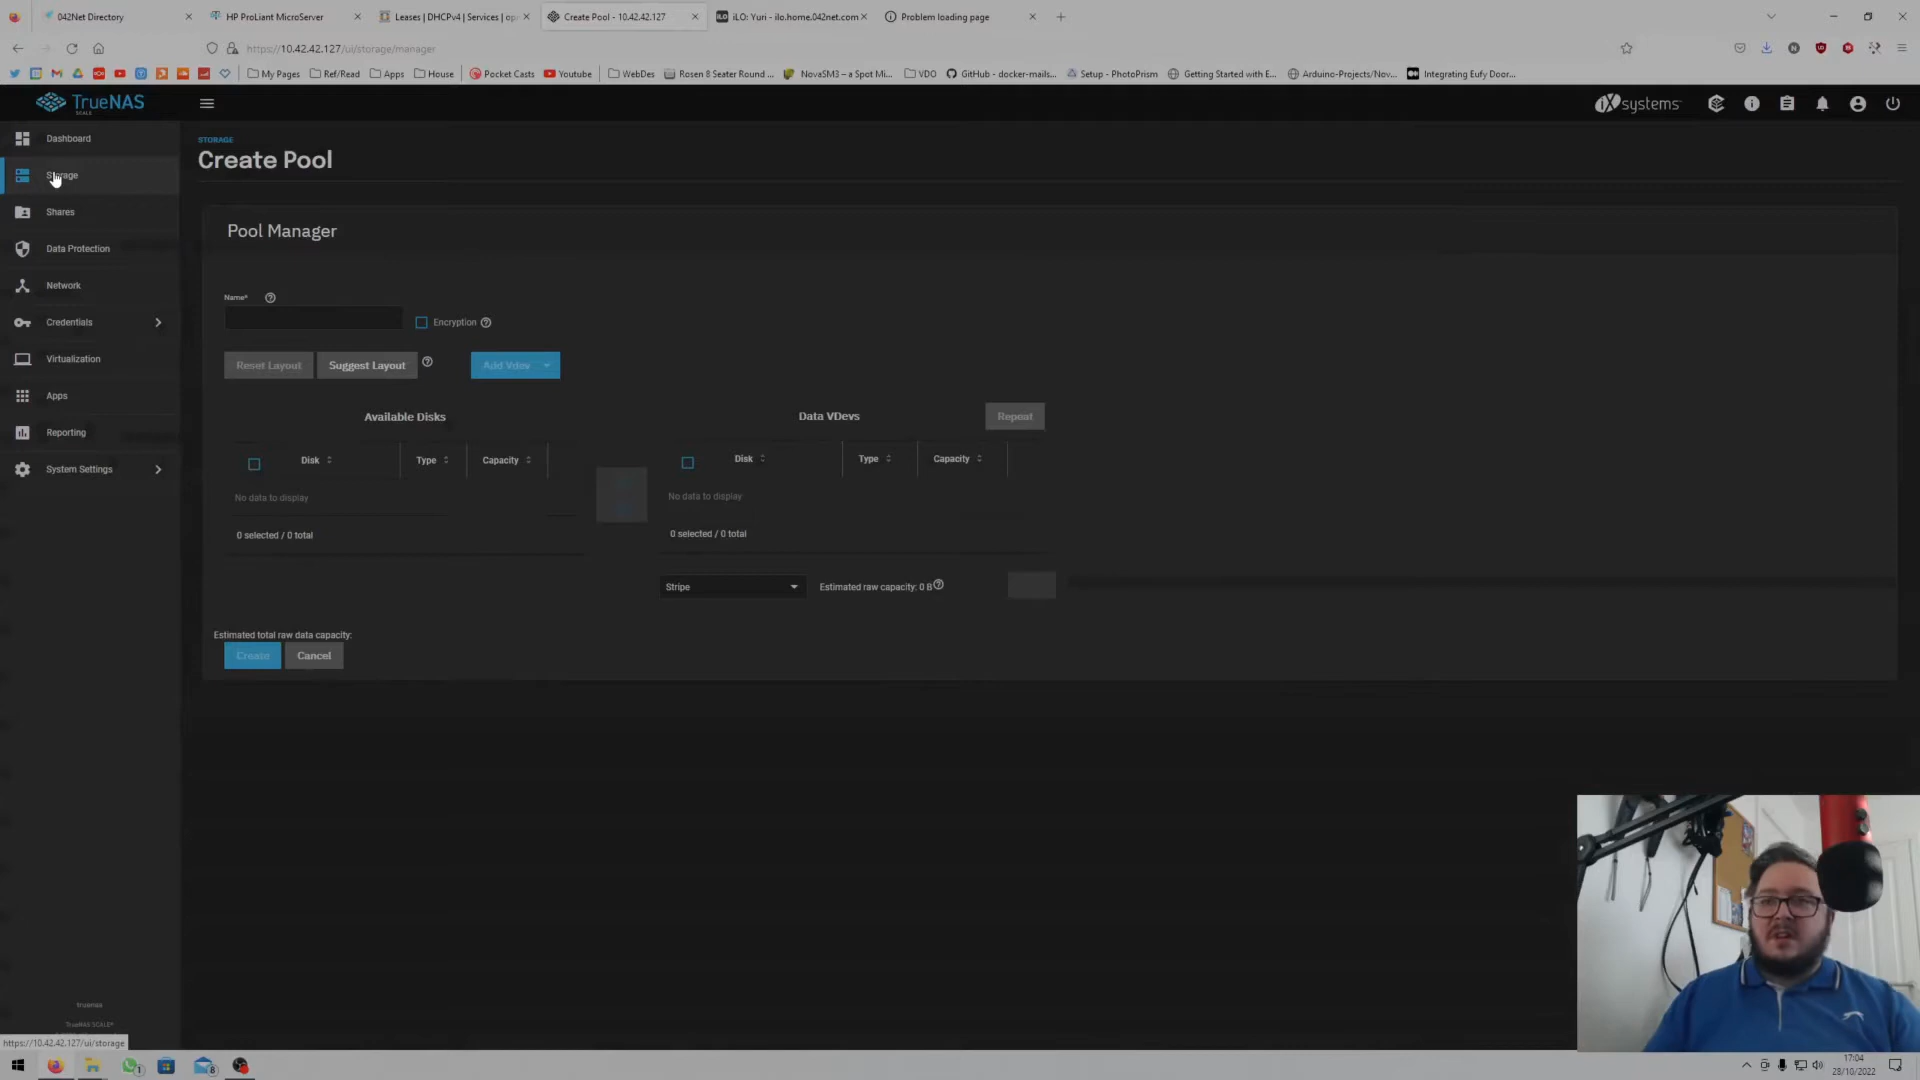 042Net Directory
HP ProLiant MicroServer
Leases | DHCPv4 | Services | op
Create Pool - 10.42.42.127
iLO: Yuri - ilo.home.042net.com
Problem loading page
https://10.42.42.127/ui/storage/manager
My Pages
Ref/Read
Apps
House
Pocket Casts
Youtube
WebDes
Rosen 8 Seater Round ...
NovaSM3 – a Spot Mi...
VDO
GitHub - docker-mails...
Setup - PhotoPrism
Getting Started with E...
Arduino-Projects/Nov...
Integrating Eufy Door...
TrueNAS
SCALE
iXsystems
Dashboard
Storage
Shares
Data Protection
Network
Credentials
Virtualization
Apps
Reporting
System Settings
STORAGE
Create Pool
Pool Manager
Name*
Encryption
Reset Layout
Suggest Layout
Add Vdev
Available Disks
Disk
Type
Capacity
No data to display
0 selected / 0 total
Data VDevs
Repeat
Disk
Type
Capacity
No data to display
0 selected / 0 total
Stripe
Estimated raw capacity: 0 B
Estimated total raw data capacity:
Create
Cancel
truenas
TrueNAS SCALE®
https://10.42.42.127/ui/storage
1
8
17:04
28/10/2022